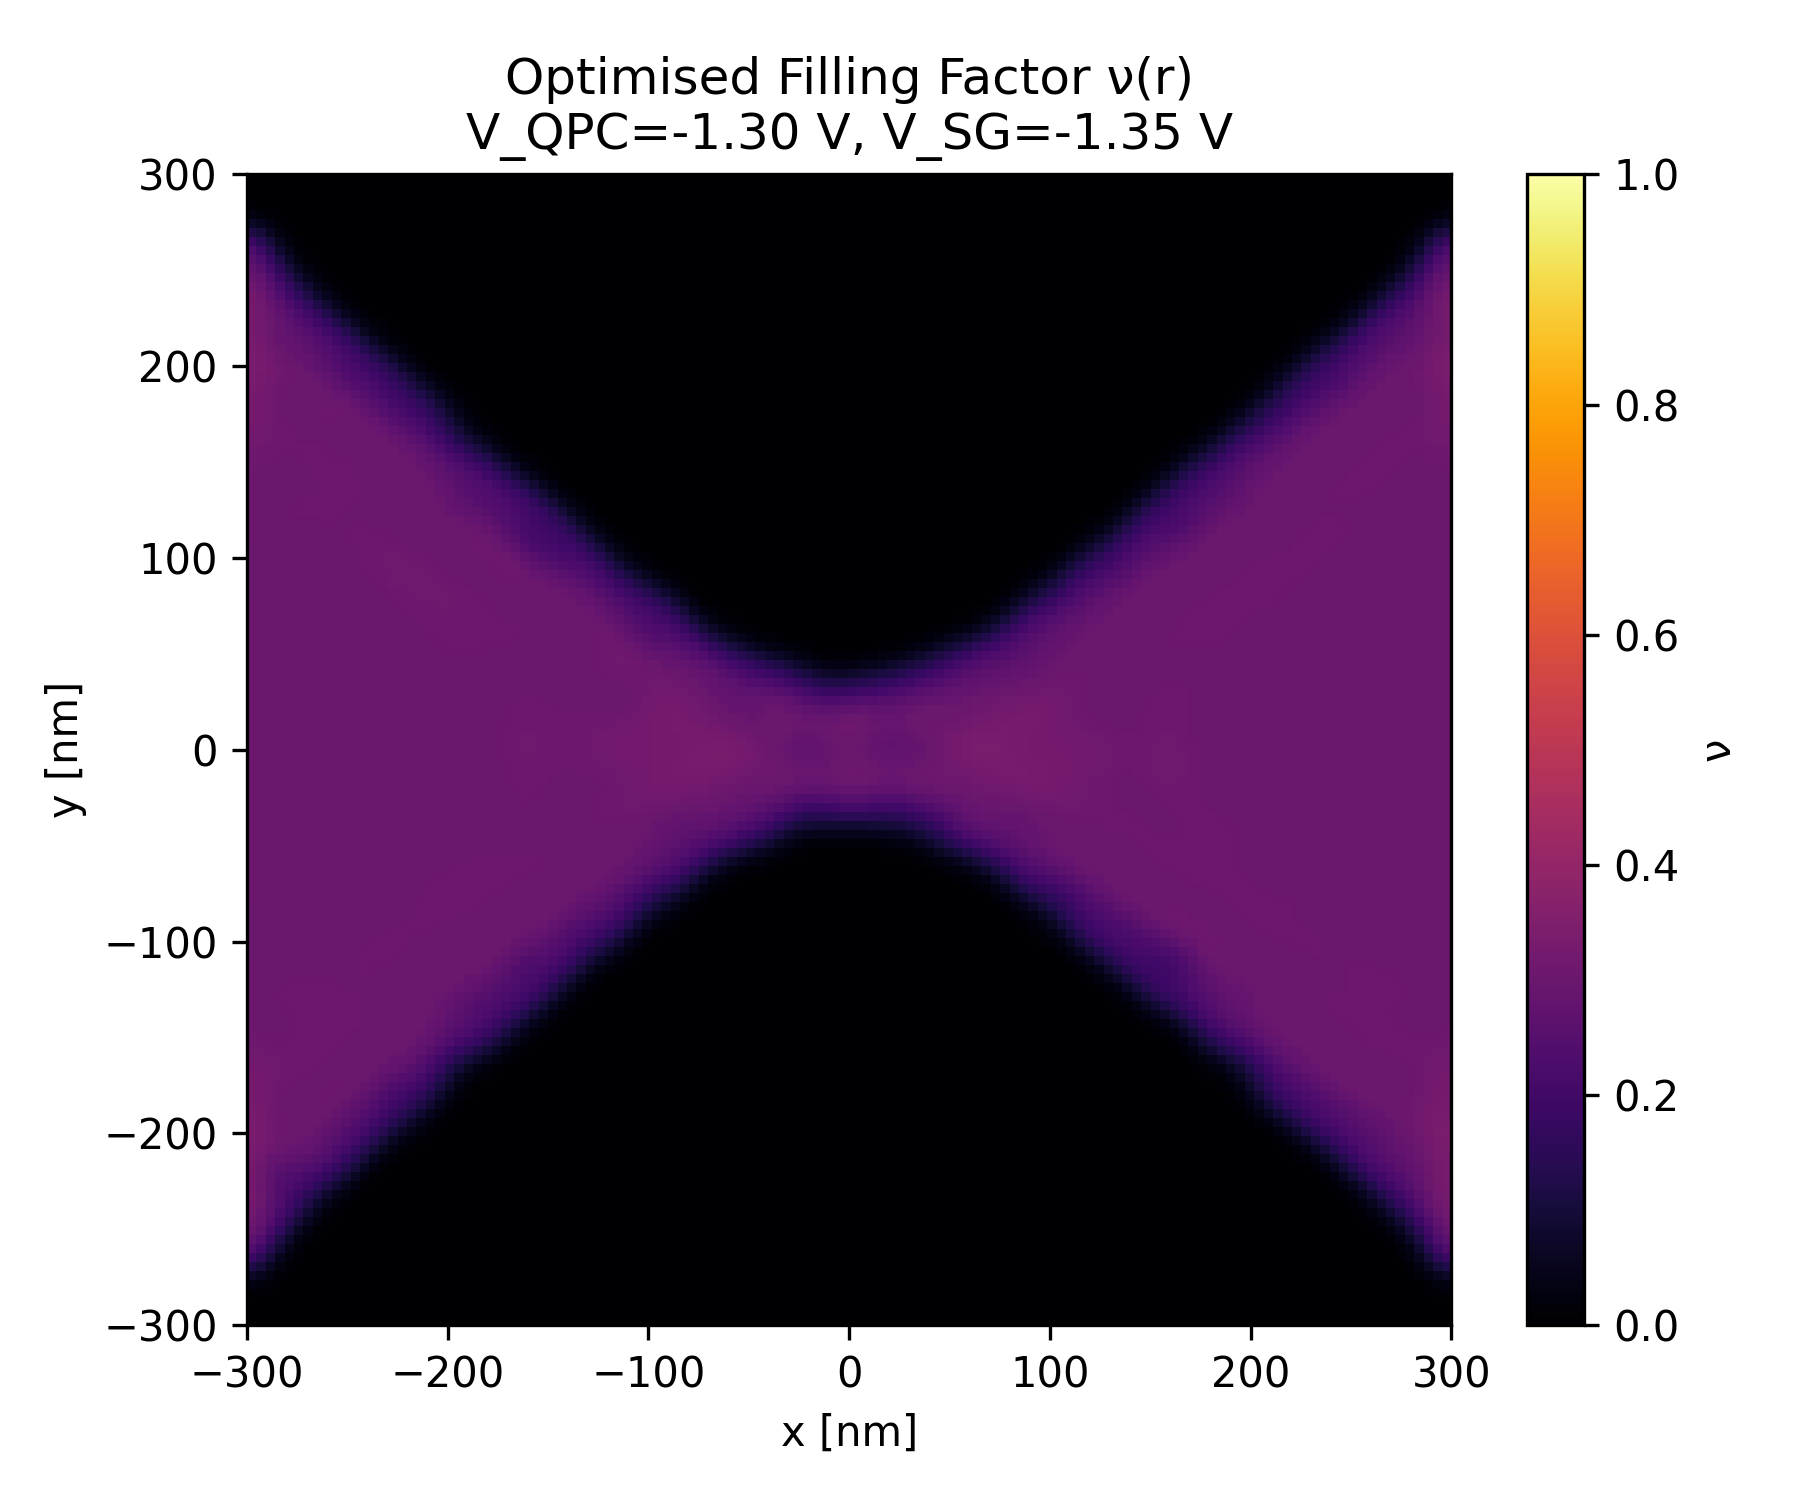 Optimised Filling Factor ν(r)
V_QPC=-1.30 V, V_SG=-1.35 V
300
200
100
0
−100
−200
−300
y [nm]
−300 −200 −100 0 100 200 300
x [nm]
1.0
0.8
0.6
0.4
0.2
0.0
ν